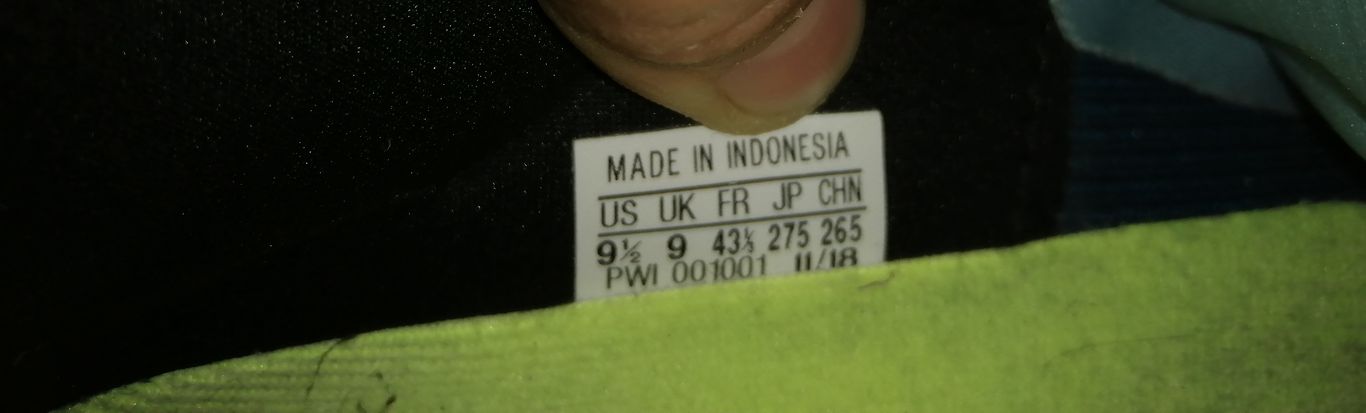 MADE IN INDONESIA
US UK FR JP CHN
9½ 9 43⅓ 275 265
PWI 001001 11/18